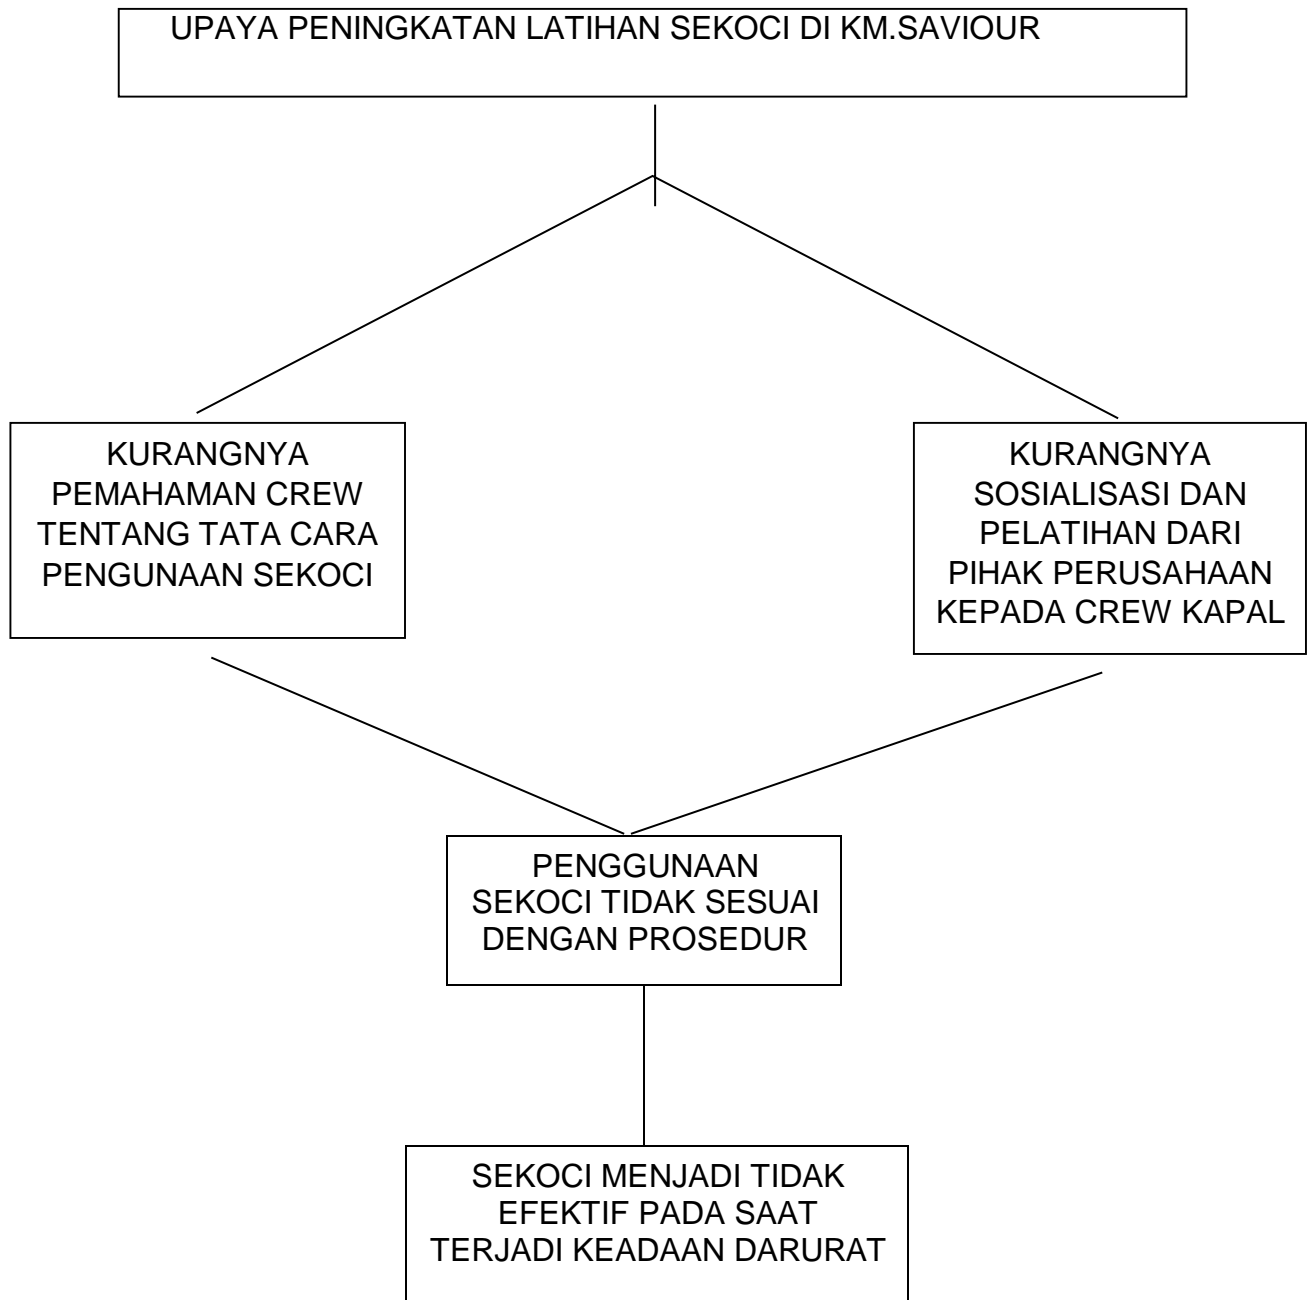 UPAYA PENINGKATAN LATIHAN SEKOCI DI KM.SAVIOUR
KURANGNYA
PEMAHAMAN CREW
TENTANG TATA CARA
PENGUNAAN SEKOCI
KURANGNYA
SOSIALISASI DAN
PELATIHAN DARI
PIHAK PERUSAHAAN
KEPADA CREW KAPAL
PENGGUNAAN
SEKOCI TIDAK SESUAI
DENGAN PROSEDUR
SEKOCI MENJADI TIDAK
EFEKTIF PADA SAAT
TERJADI KEADAAN DARURAT